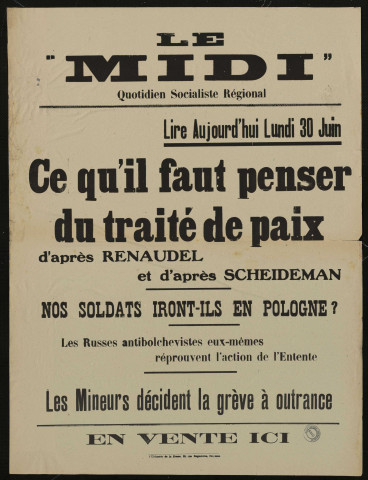 LE
"MIDI"
Quotidien Socialiste Régional
Lire Aujourd'hui Lundi 30 Juin
Ce qu'il faut penser
du traité de paix
d'après RENAUDEL
et d'après SCHEIDEMAN
NOS SOLDATS IRONT-ILS EN POLOGNE ?
Les Russes antibolchevistes eux-mêmes
réprouvent l'action de l'Entente
Les Mineurs décident la grève à outrance
EN VENTE ICI